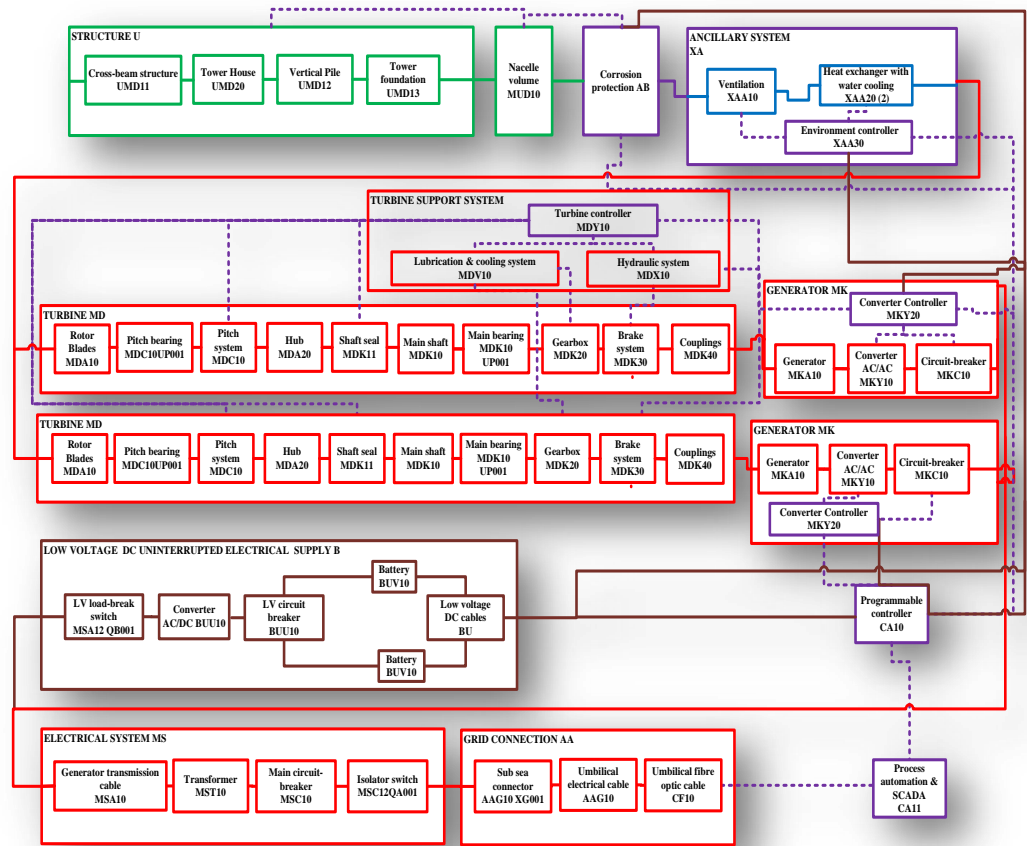 STRUCTURE U
Cross-beam structure
UMD11
Tower House
UMD20
Vertical Pile
UMD12
Tower
foundation
UMD13
Nacelle
volume
MUD10
Corrosion
protection AB
ANCILLARY SYSTEM
XA
Ventilation
XAA10
Heat exchanger with
water cooling
XAA20 (2)
Environment controller
XAA30
TURBINE SUPPORT SYSTEM
Turbine controller
MDY10
Lubrication & cooling system
MDV10
Hydraulic system
MDX10
TURBINE MD
Rotor
Blades
MDA10
Pitch bearing
MDC10UP001
Pitch
system
MDC10
Hub
MDA20
Shaft seal
MDK11
Main shaft
MDK10
Main bearing
MDK10
UP001
Gearbox
MDK20
Brake
system
MDK30
Couplings
MDK40
GENERATOR MK
Converter Controller
MKY20
Generator
MKA10
Converter
AC/AC
MKY10
Circuit-breaker
MKC10
TURBINE MD
Rotor
Blades
MDA10
Pitch bearing
MDC10UP001
Pitch
system
MDC10
Hub
MDA20
Shaft seal
MDK11
Main shaft
MDK10
Main bearing
MDK10
UP001
Gearbox
MDK20
Brake
system
MDK30
Couplings
MDK40
GENERATOR MK
Generator
MKA10
Converter
AC/AC
MKY10
Circuit-breaker
MKC10
Converter Controller
MKY20
LOW VOLTAGE DC UNINTERRUPTED ELECTRICAL SUPPLY B
LV load-break
switch
MSA12 QB001
Converter
AC/DC BUU10
LV circuit
breaker
BUU10
Battery
BUV10
Battery
BUV10
Low voltage
DC cables
BU
Programmable
controller
CA10
ELECTRICAL SYSTEM MS
Generator transmission
cable
MSA10
Transformer
MST10
Main circuit-
breaker
MSC10
Isolator switch
MSC12QA001
GRID CONNECTION AA
Sub sea
connector
AAG10 XG001
Umbilical
electrical cable
AAG10
Umbilical fibre
optic cable
CF10
Process
automation &
SCADA
CA11